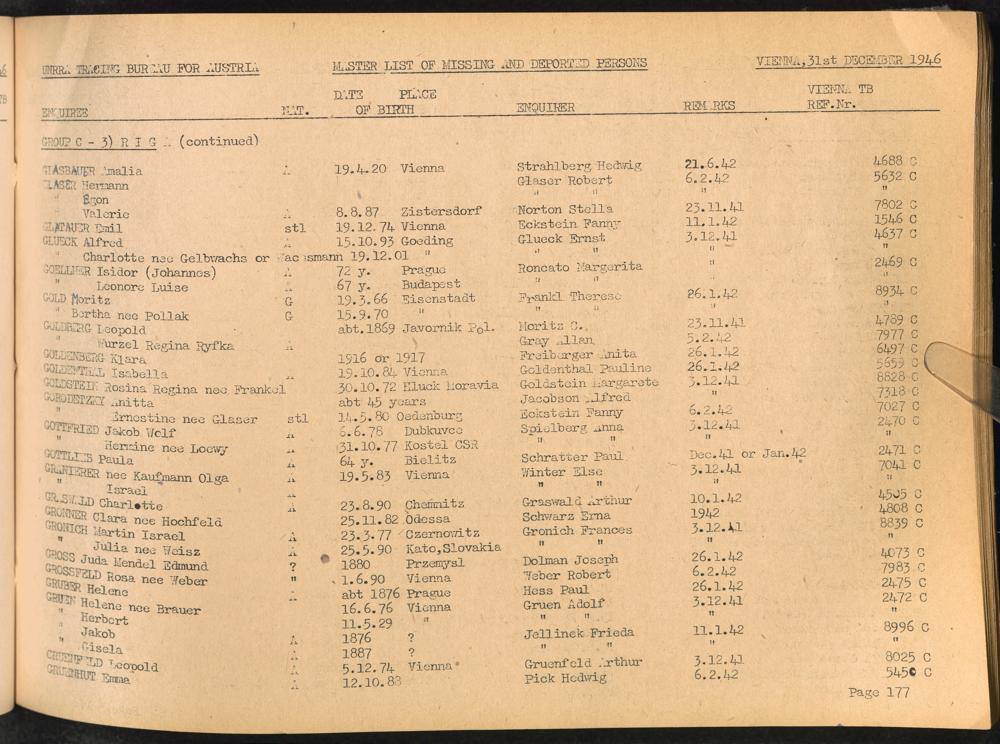 UNRRA TRACING BUREAU FOR AUSTRIA MASTER LIST OF MISSING AND DEPORTED PERSONS VIENNA,31st DECEMBER 1946
ENQUIREE NAT. DATE PLACE OF BIRTH ENQUIRER REMARKS VIENNA TB REF.Nr.
GROUP C - 3) R I G A (continued)
GLASBAUER Amalia A 19.4.20 Vienna Strahlberg Hedwig 21.6.42 4688 C
GLASER Hermann Glaser Robert 6.2.42 5632 C
" Egon " " " "
" Valerie A 8.8.87 Zistersdorf Norton Stella 23.11.41 7802 C
GLATAUER Emil stl 19.12.74 Vienna Eckstein Fanny 11.1.42 1546 C
GLUECK Alfred A 15.10.93 Goeding Glueck Ernst 3.12.41 4637 C
" Charlotte nee Gelbwachs or Wachsmann 19.12.01 " " " " "
GOELLNER Isidor (Johannes) A 72 y. Prague Roncato Margerita " 2469 C
" Leonore Luise A 67 y. Budapest " " " "
GOLD Moritz G 19.3.66 Eisenstadt Frankl Therese 26.1.42 8934 C
" Bertha nee Pollak G 15.9.70 " " " " "
GOLDBERG Leopold abt.1869 Javornik Pol. Moritz C. 23.11.41 4789 C
" Wurzel Regina Ryfka A Gray Allan 5.2.42 7977 C
GOLDENBERG Klara 1916 or 1917 Freiberger Anita 26.1.42 6497 C
GOLDENTHAL Isabella 19.10.84 Vienna Goldenthal Pauline 26.1.42 5659 C
GOLDSTEIN Rosina Regina nee Frankel 30.10.72 Eluck Moravia Goldstein Margarete 3.12.41 8828 C
GORODETZKY Anitta abt 45 years Jacobson Alfred 7318 C
" Ernestine nee Glaser stl 14.5.80 Oedenburg Eckstein Fanny 6.2.42 7027 C
GOTTFRIED Jakob Wolf A 6.6.78 Dubkuvce Spielberg Anna 3.12.41 2470 C
" Hermine nee Loewy A 31.10.77 Kostel CSR " " "
GOTTLIEB Paula A 64 y. Bielitz Schratter Paul Dec.41 or Jan.42 2471 C
GRANIERER nee Kaufmann Olga A 19.5.83 Vienna Winter Else 3.12.41 7041 C
" Israel A " " " "
GRASWALD Charlotte A 23.8.90 Chemnitz Graswald Arthur 10.1.42 4505 C
GRONNER Clara nee Hochfeld 25.11.82 Odessa Schwarz Erna 1942 4808 C
GRONICH Martin Israel A 23.3.77 Czernowitz Gronich Frances 3.12.41 8839 C
" Julia nee Weisz A 25.5.90 Kato,Slovakia " " " "
GROSS Juda Mendel Edmund ? 1880 Przemysl Dolman Joseph 26.1.42 4073 C
GROSSFELD Rosa nee Weber " 1.6.90 Vienna Weber Robert 6.2.42 7983 C
GRUBER Helene A abt 1876 Prague Hess Paul 26.1.42 2475 C
GRUEN Helene nee Brauer 16.6.76 Vienna Gruen Adolf 3.12.41 2472 C
" Herbert 11.5.29 " " " " "
" Jakob A 1876 ? Jellinek Frieda 11.1.42 8996 C
" Gisela A 1887 ? " " " "
GRUENFELD Leopold A 5.12.74 Vienna Gruenfeld Arthur 3.12.41 8025 C
GRUENHUT Emma A 12.10.88 Pick Hedwig 6.2.42 5450 C
Page 177